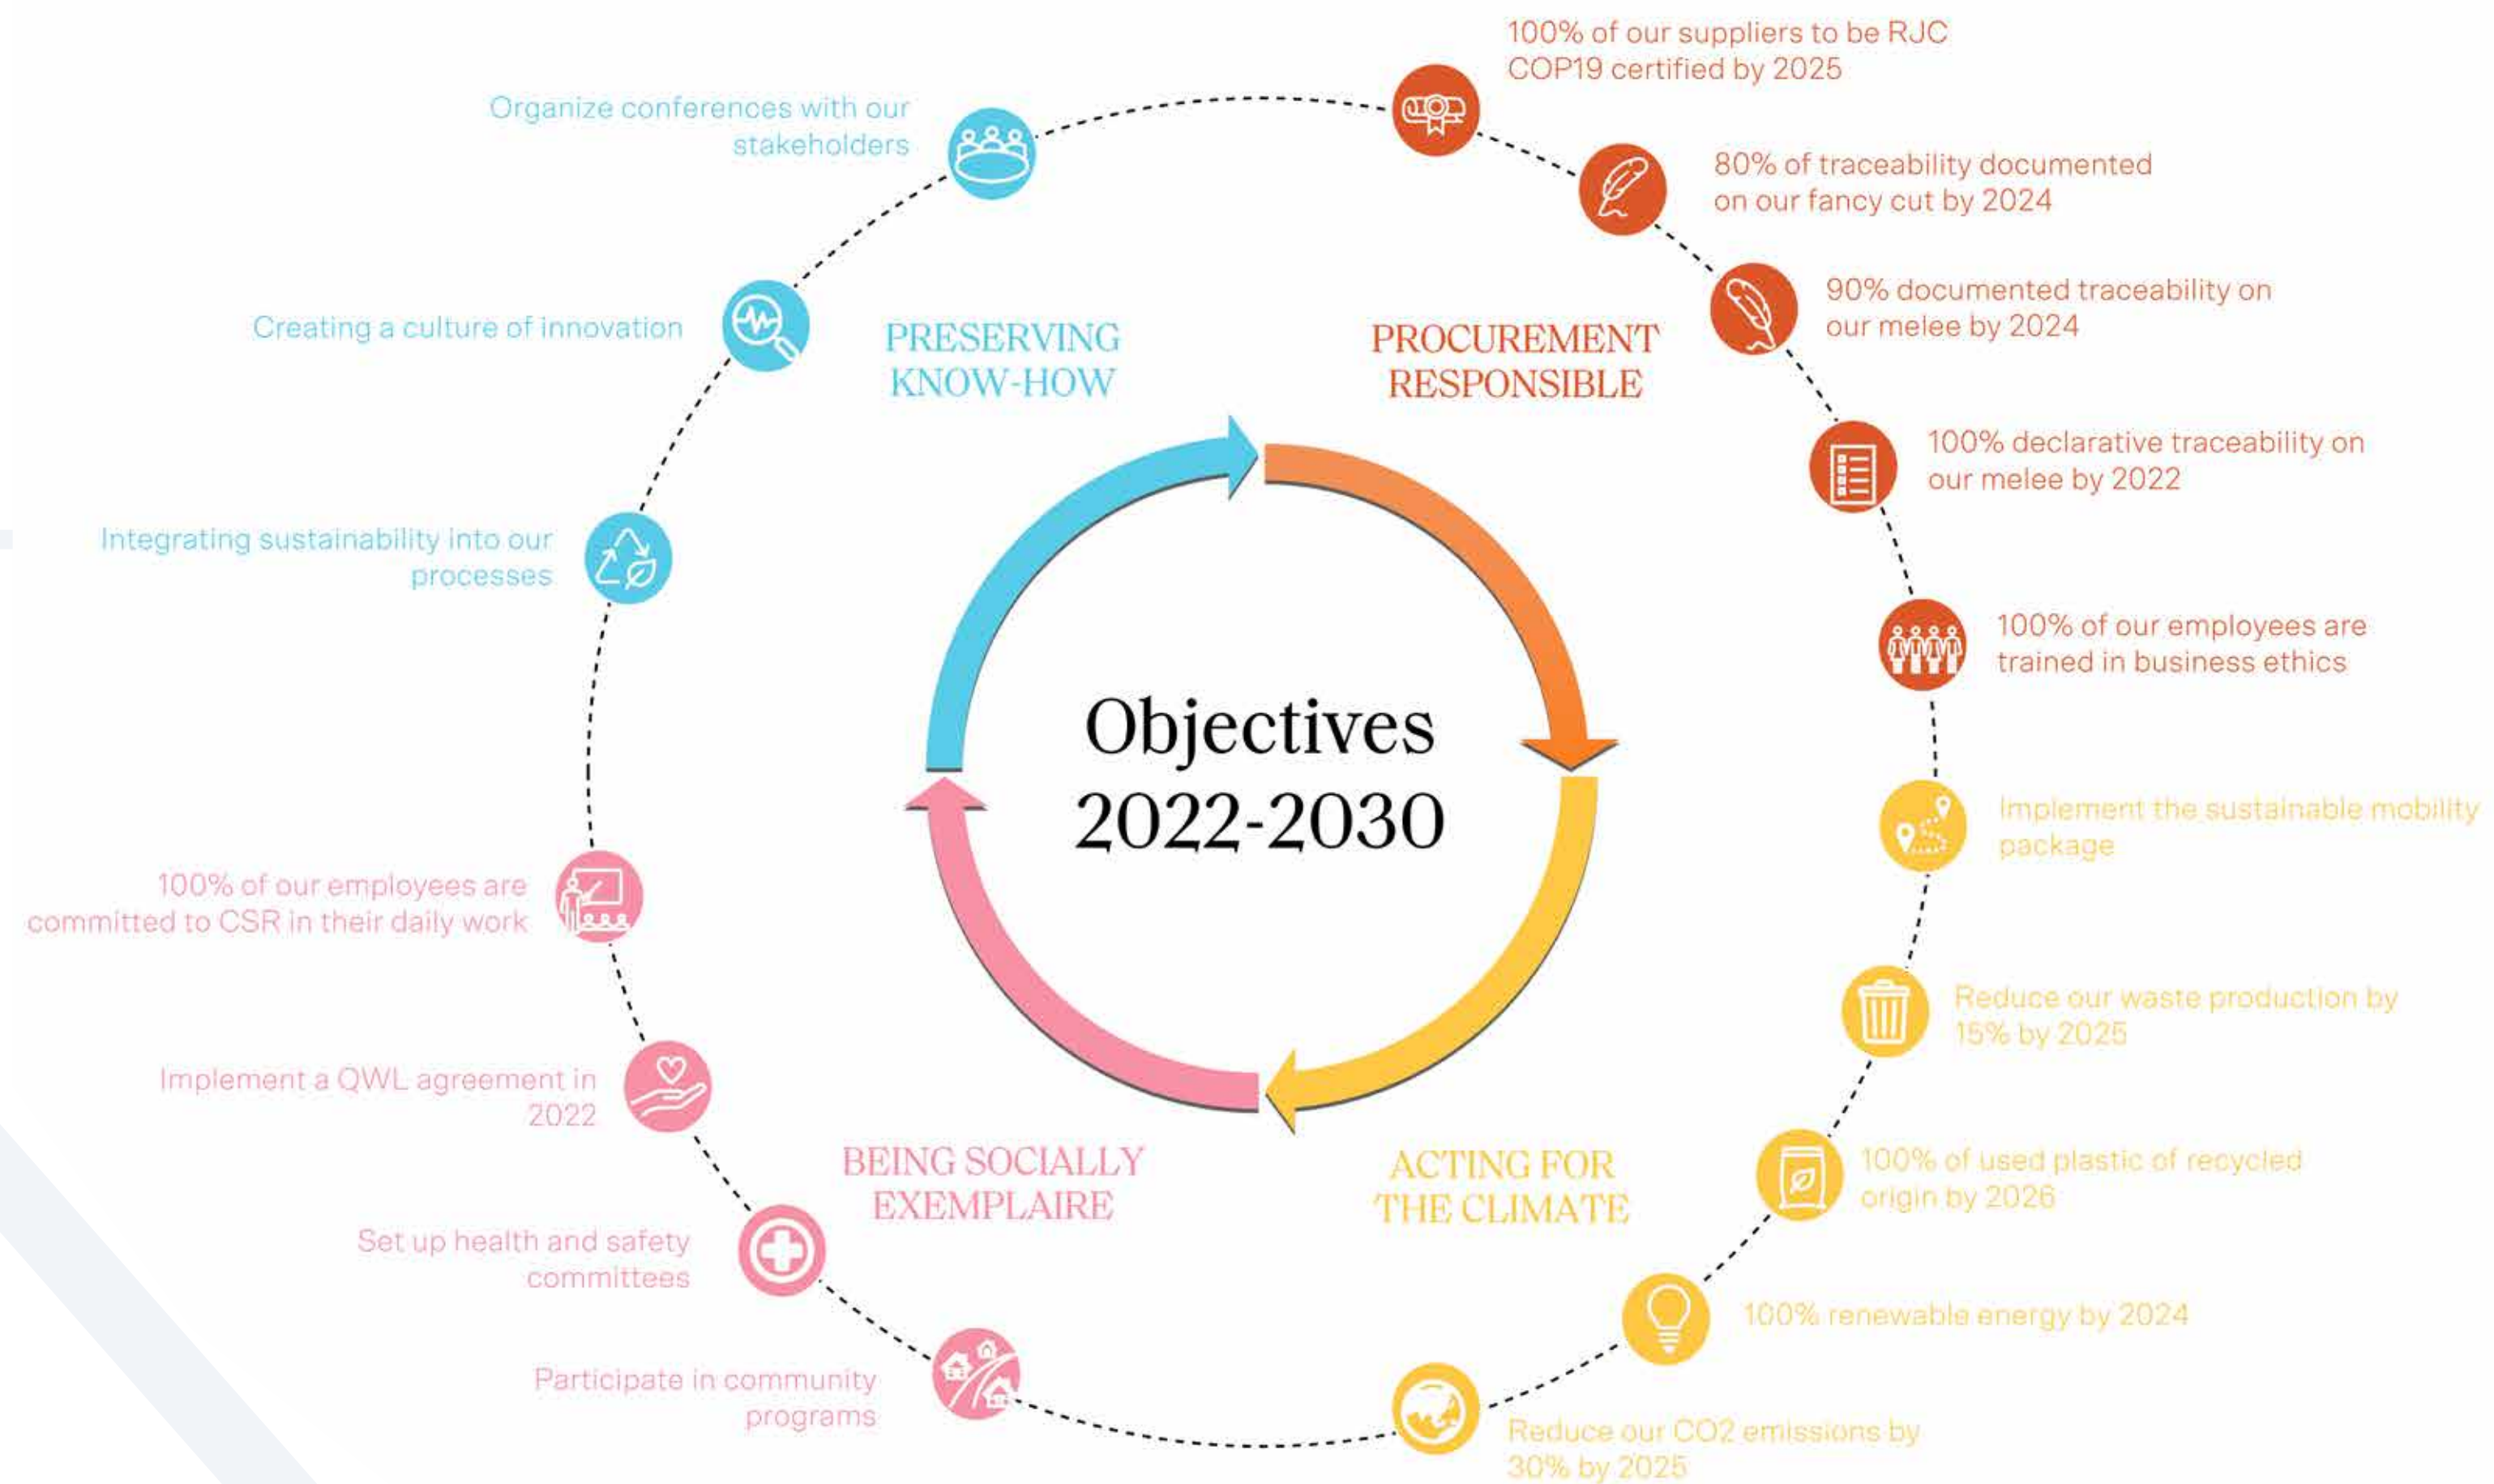 Objectives
2022-2030
PRESERVING
KNOW-HOW
Organize conferences with our
stakeholders
Creating a culture of innovation
Integrating sustainability into our
processes
PROCUREMENT
RESPONSIBLE
100% of our suppliers to be RJC
COP19 certified by 2025
80% of traceability documented
on our fancy cut by 2024
90% documented traceability on
our melee by 2024
100% declarative traceability on
our melee by 2022
100% of our employees are
trained in business ethics
ACTING FOR
THE CLIMATE
Implement the sustainable mobility
package
Reduce our waste production by
15% by 2025
100% of used plastic of recycled
origin by 2026
100% renewable energy by 2024
Reduce our CO2 emissions by
30% by 2025
BEING SOCIALLY
EXEMPLAIRE
100% of our employees are
committed to CSR in their daily work
Implement a QWL agreement in
2022
Set up health and safety
committees
Participate in community
programs